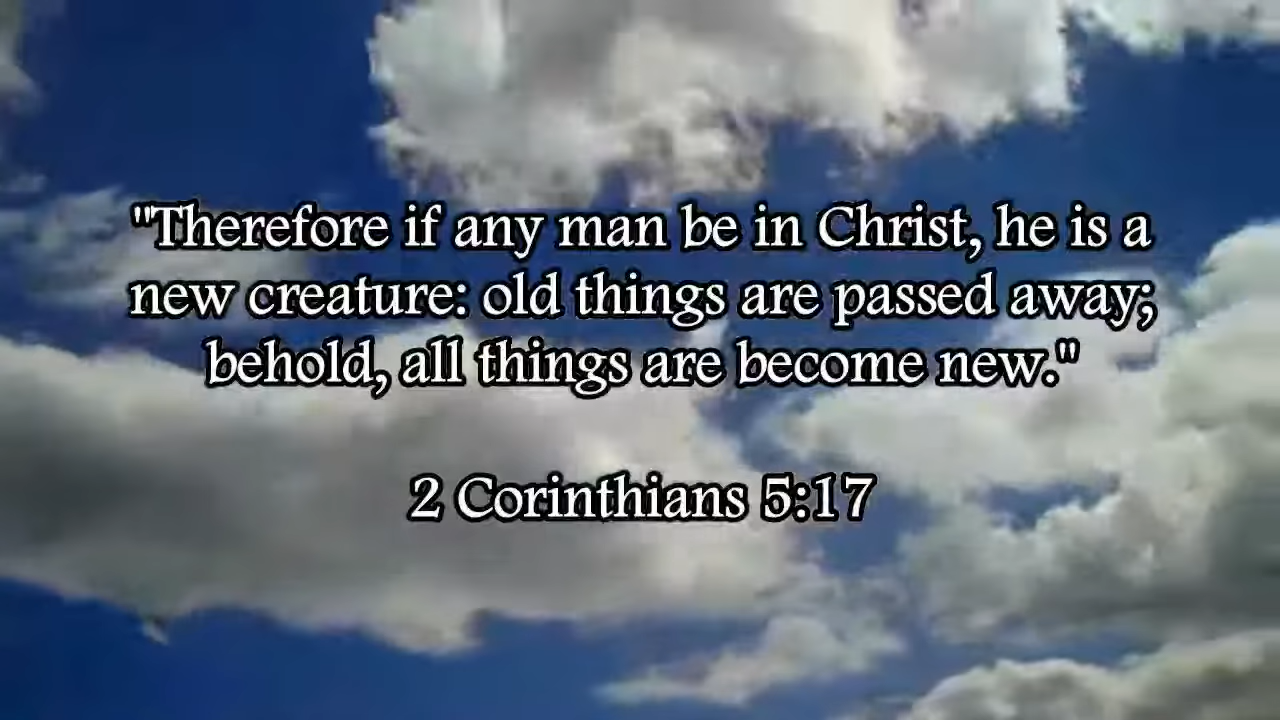 "Therefore if any man be in Christ, he is a
new creature: old things are passed away;
behold, all things are become new."
2 Corinthians 5:17